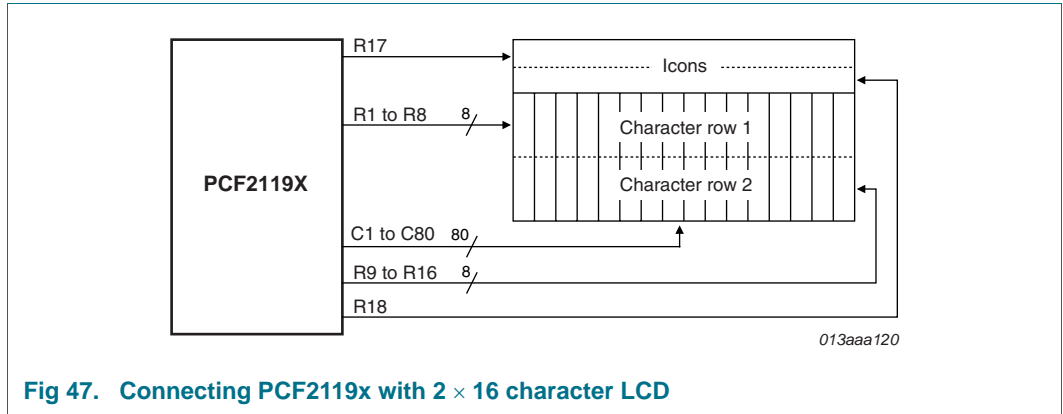 R17
Icons
R1 to R8 8
Character row 1
PCF2119X
Character row 2
C1 to C80 80
R9 to R16 8
R18
013aaa120
Fig 47. Connecting PCF2119x with 2 × 16 character LCD